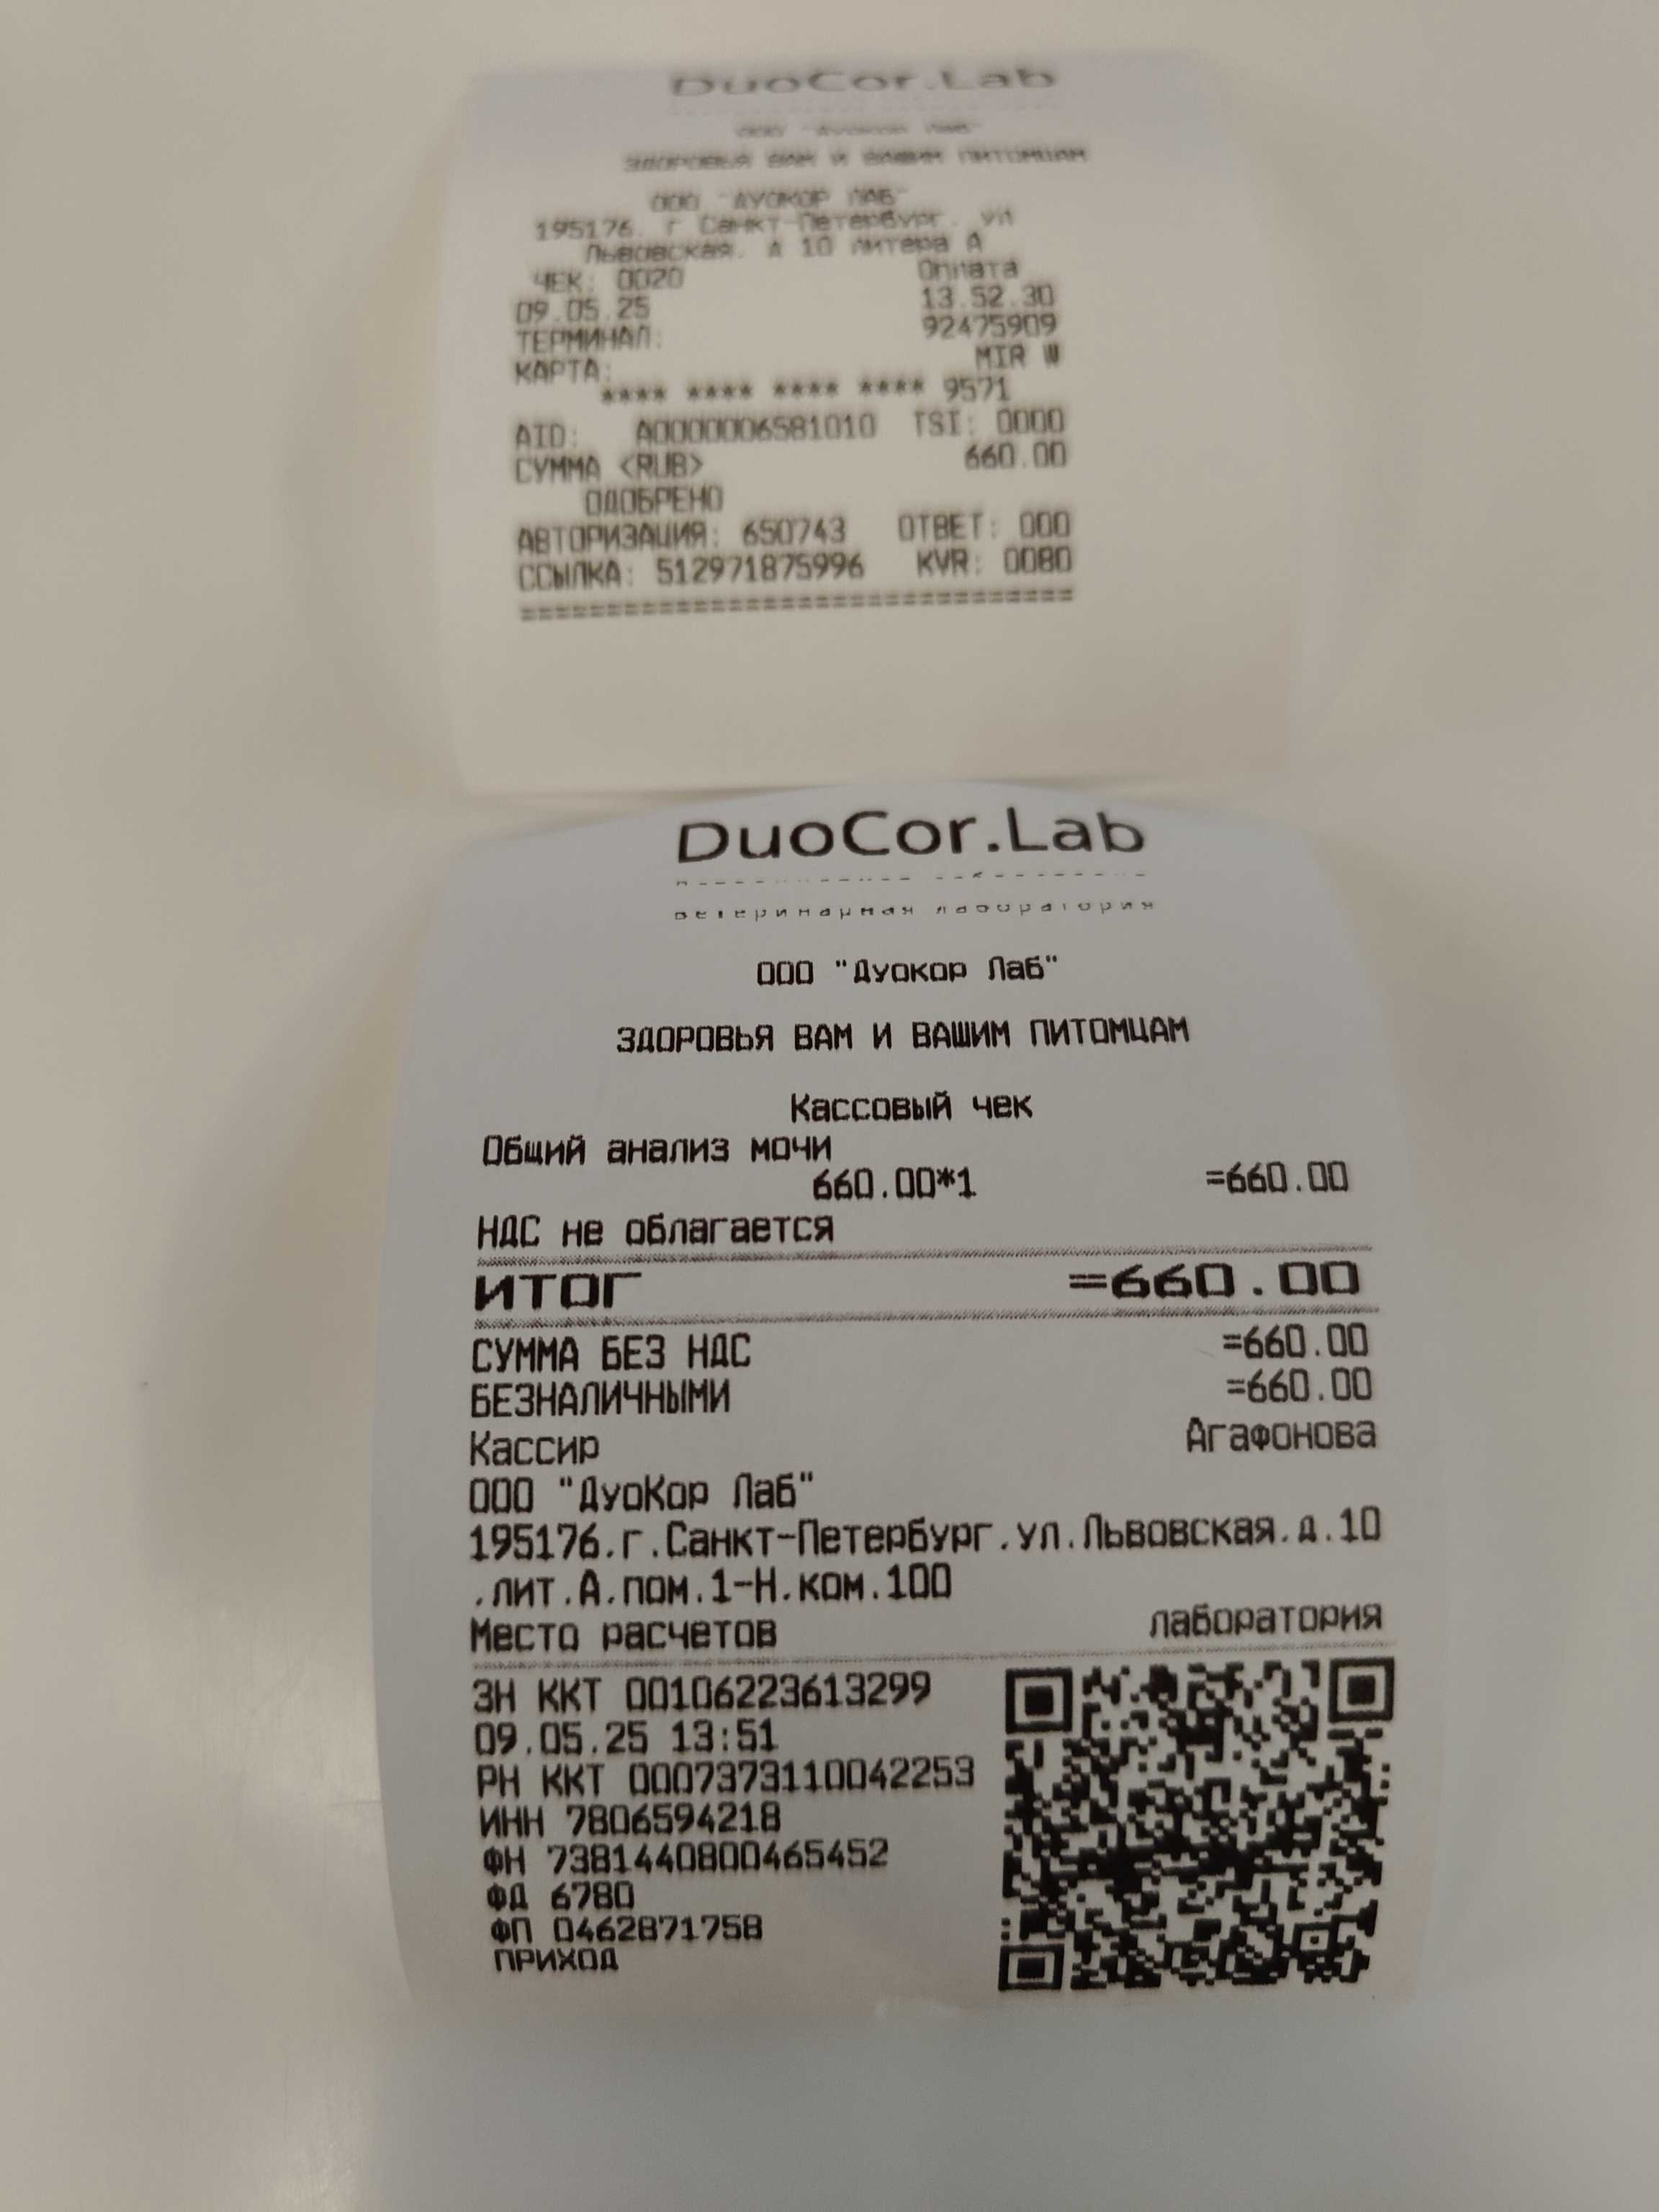 DuoCor.Lab
ООО "Дуокор Лаб"
ЗДОРОВЬЯ ВАМ И ВАШИМ ПИТОМЦАМ
ООО "ДУОКОР ЛАБ"
195176, г Санкт-Петербург, ул
Львовская, д 10 литера А
ЧЕК: 0020 Оплата
09.05.25 13:52:30
ТЕРМИНАЛ: 92475909
КАРТА: MIR W
**** **** **** **** 9571
AID: A0000006581010 TSI: 0000
СУММА <RUB> 660.00
ОДОБРЕНО
АВТОРИЗАЦИЯ: 650743 ОТВЕТ: 000
ССЫЛКА: 512971875996 KVR: 0080
================================
DuoCor.Lab
ветеринарная лаборатория
ООО "Дуокор Лаб"
ЗДОРОВЬЯ ВАМ И ВАШИМ ПИТОМЦАМ
Кассовый чек
Общий анализ мочи
660.00*1 =660.00
НДС не облагается
ИТОГ =660.00
СУММА БЕЗ НДС =660.00
БЕЗНАЛИЧНЫМИ =660.00
Кассир Агафонова
ООО "ДуоКор Лаб"
195176,г.Санкт-Петербург,ул.Львовская,д.10
,лит.А,пом.1-Н,ком.100
Место расчетов лаборатория
ЗН ККТ 00106223613299
09.05.25 13:51
РН ККТ 0007373110042253
ИНН 7806594218
ФН 7381440800465452
ФД 6780
ФП 0462871758
ПРИХОД